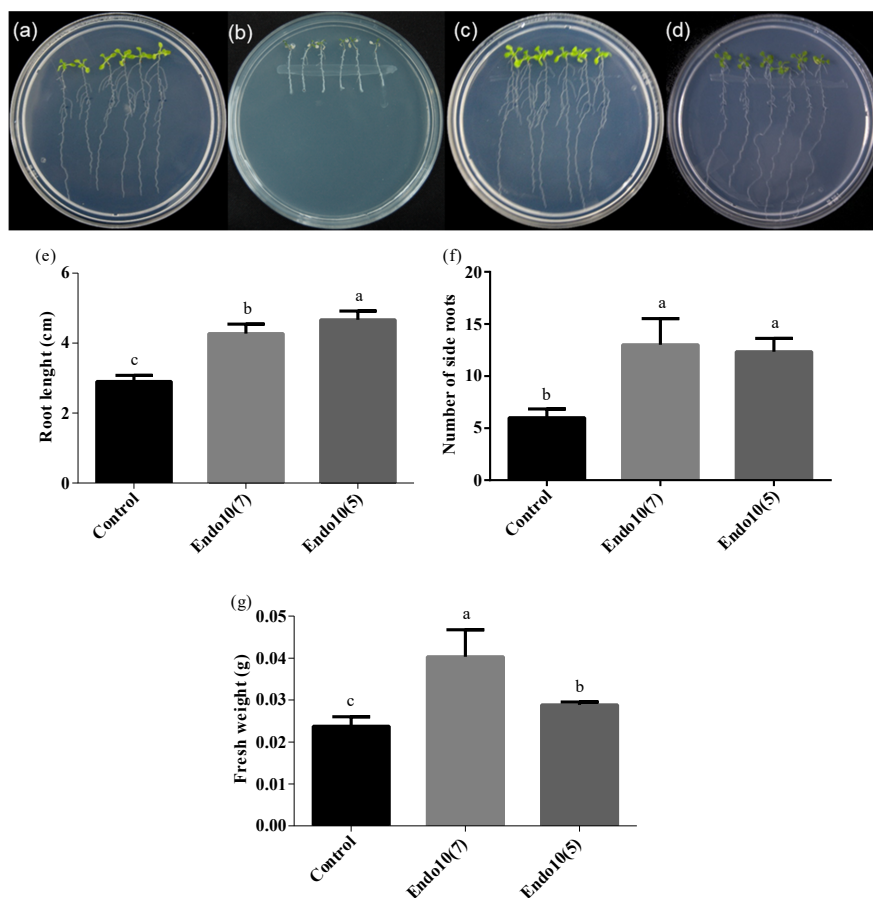 (a) (b) (c) (d)
(e)
Root lenght (cm)
6
4
2
0
c
b
a
Control
Endo10(7)
Endo10(5)
(f)
Number of side roots
20
15
10
5
0
b
a
a
Control
Endo10(7)
Endo10(5)
(g)
Fresh weight (g)
0.05
0.04
0.03
0.02
0.01
0.00
c
a
b
Control
Endo10(7)
Endo10(5)